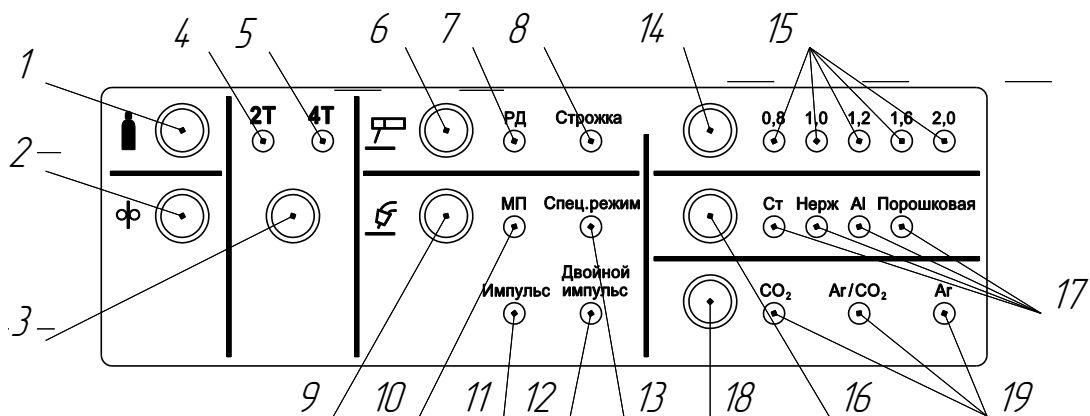 1 4 5 6 7 8 14 15
2Т 4Т РД Строжка 0,8 1,0 1,2 1,6 2,0
2
МП Спец.режим Ст Нерж Al Порошковая
3
Импульс Двойной импульс CO₂ Ar/CO₂ Ar 17
9 10 11 12 13 18 16 19